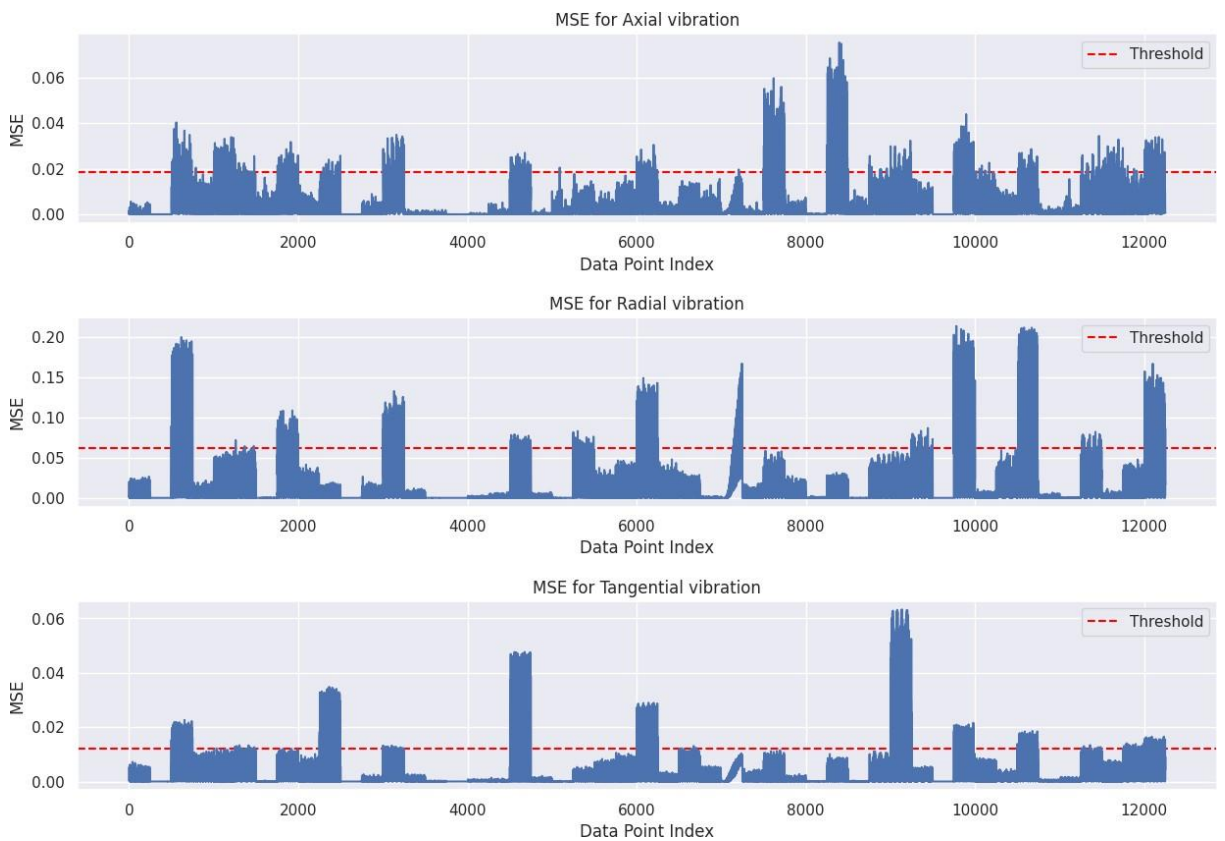 MSE for Axial vibration
Threshold
0.06
0.04
0.02
0.00
MSE
0 2000 4000 6000 8000 10000 12000
Data Point Index
MSE for Radial vibration
Threshold
0.20
0.15
0.10
0.05
0.00
MSE
0 2000 4000 6000 8000 10000 12000
Data Point Index
MSE for Tangential vibration
Threshold
0.06
0.04
0.02
0.00
MSE
0 2000 4000 6000 8000 10000 12000
Data Point Index